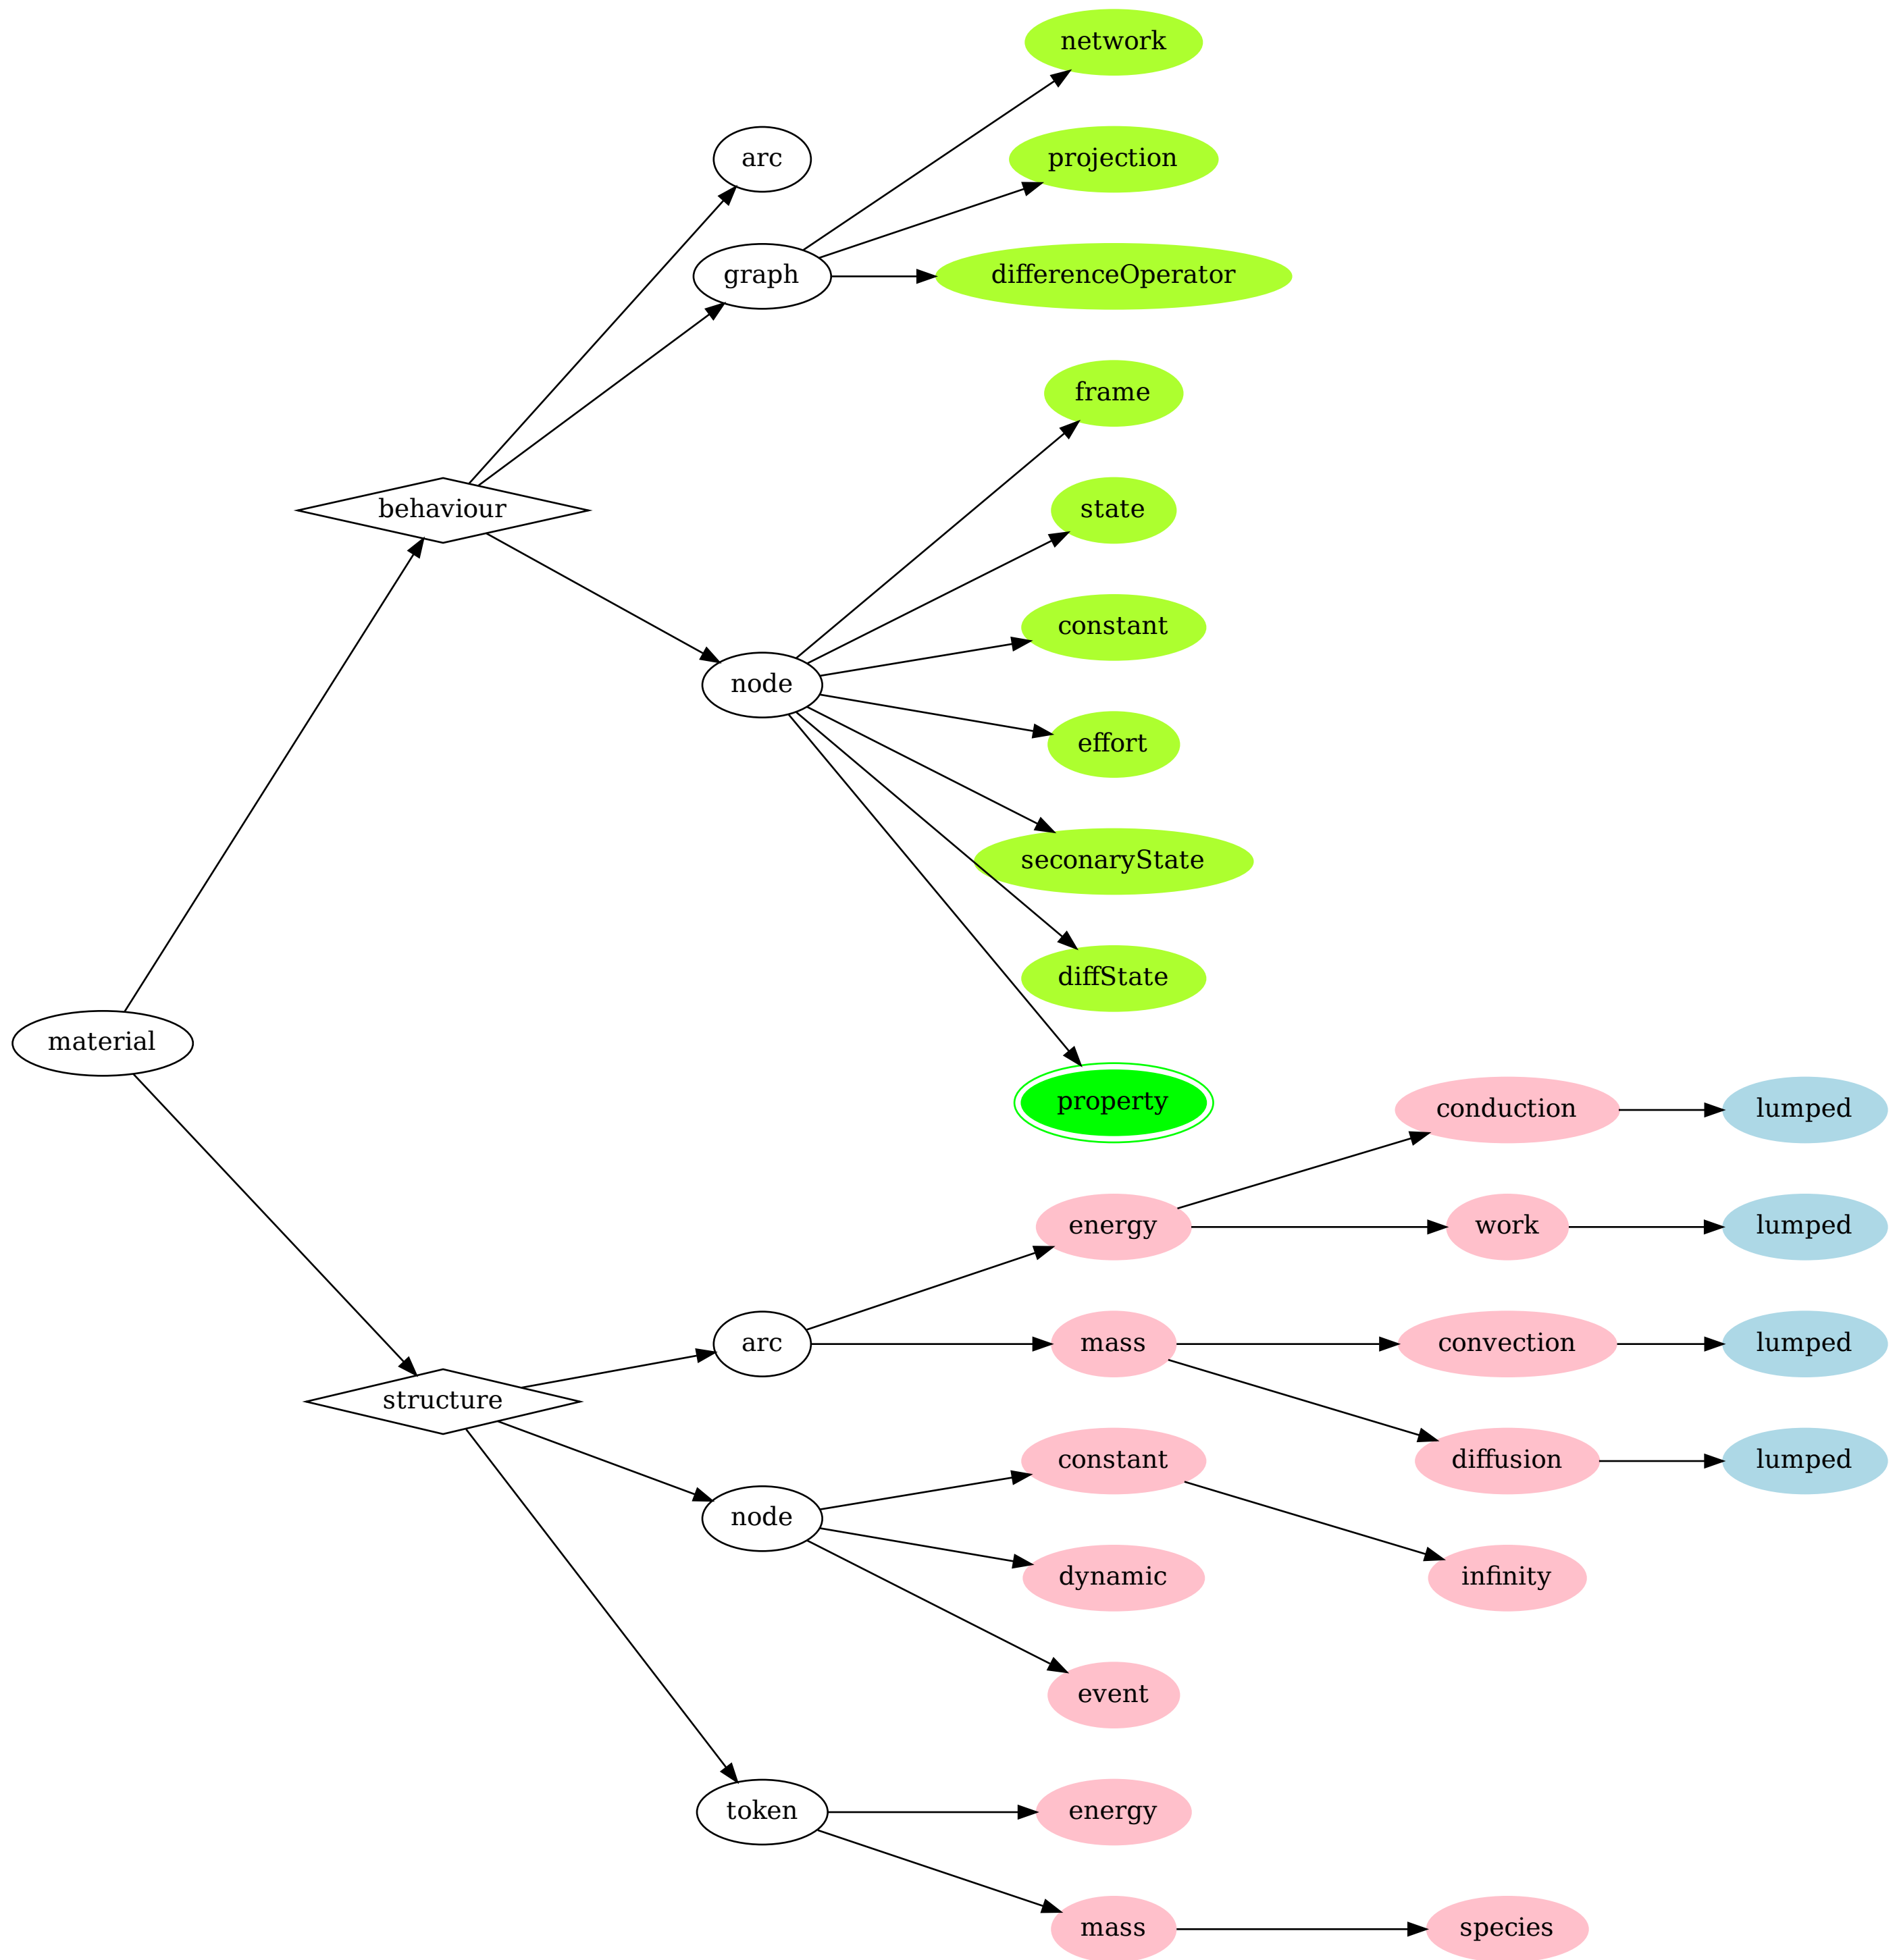 network
arc
projection
graph
differenceOperator
frame
behaviour
state
constant
node
effort
seconaryState
diffState
material
property
conduction
lumped
energy
work
lumped
arc
mass
convection
lumped
structure
constant
diffusion
lumped
node
dynamic
infinity
event
token
energy
mass
species